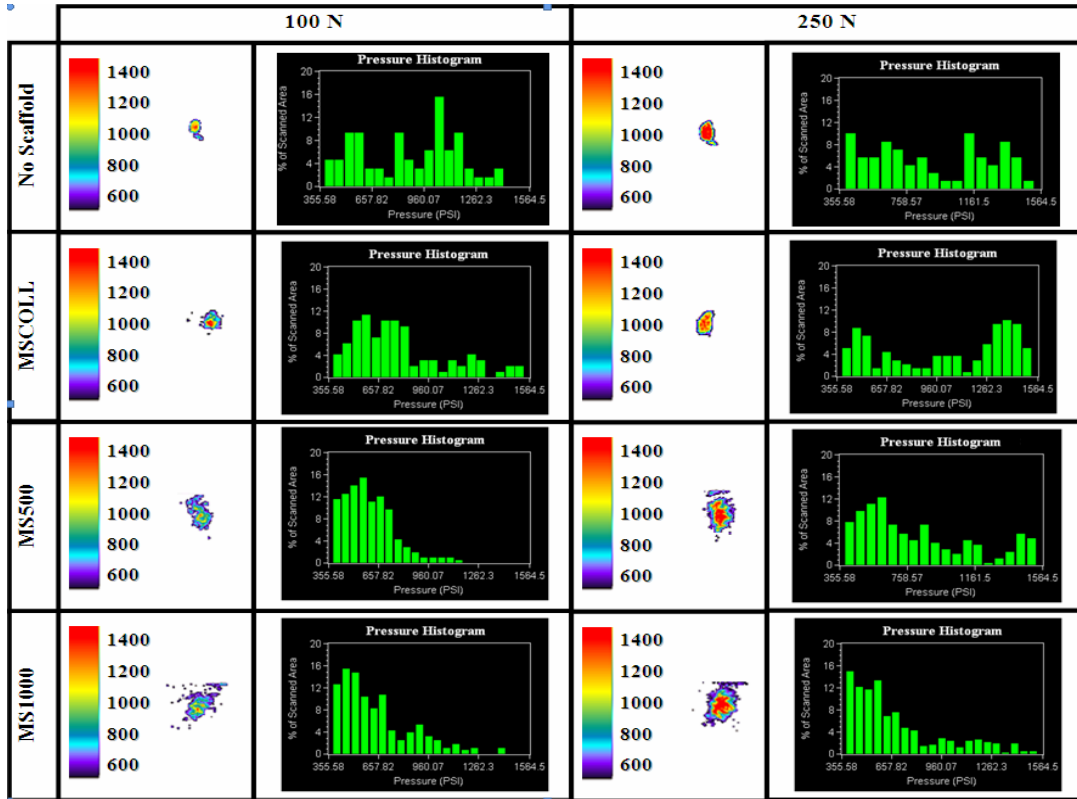 100 N
250 N
No Scaffold
1400
1200
1000
800
600
Pressure Histogram
% of Scanned Area
20
16
12
8
4
0
355.58 657.82 960.07 1262.3 1564.5
Pressure (PSI)
1400
1200
1000
800
600
Pressure Histogram
% of Scanned Area
20
16
12
8
4
0
355.58 758.57 1161.5 1564.5
Pressure (PSI)
MSCOLL
1400
1200
1000
800
600
Pressure Histogram
% of Scanned Area
20
16
12
8
4
0
355.58 657.82 960.07 1262.3 1564.5
Pressure (PSI)
1400
1200
1000
800
600
Pressure Histogram
% of Scanned Area
20
16
12
8
4
0
355.58 657.82 960.07 1262.3 1564.5
Pressure (PSI)
MS500
1400
1200
1000
800
600
Pressure Histogram
% of Scanned Area
20
16
12
8
4
0
355.58 657.82 960.07 1262.3 1564.5
Pressure (PSI)
1400
1200
1000
800
600
Pressure Histogram
% of Scanned Area
20
16
12
8
4
0
355.58 758.57 1161.5 1564.5
Pressure (PSI)
MS1000
1400
1200
1000
800
600
Pressure Histogram
% of Scanned Area
20
16
12
8
4
0
355.58 657.82 960.07 1262.3 1564.5
Pressure (PSI)
1400
1200
1000
800
600
Pressure Histogram
% of Scanned Area
20
16
12
8
4
0
355.58 657.82 960.07 1262.3 1564.5
Pressure (PSI)